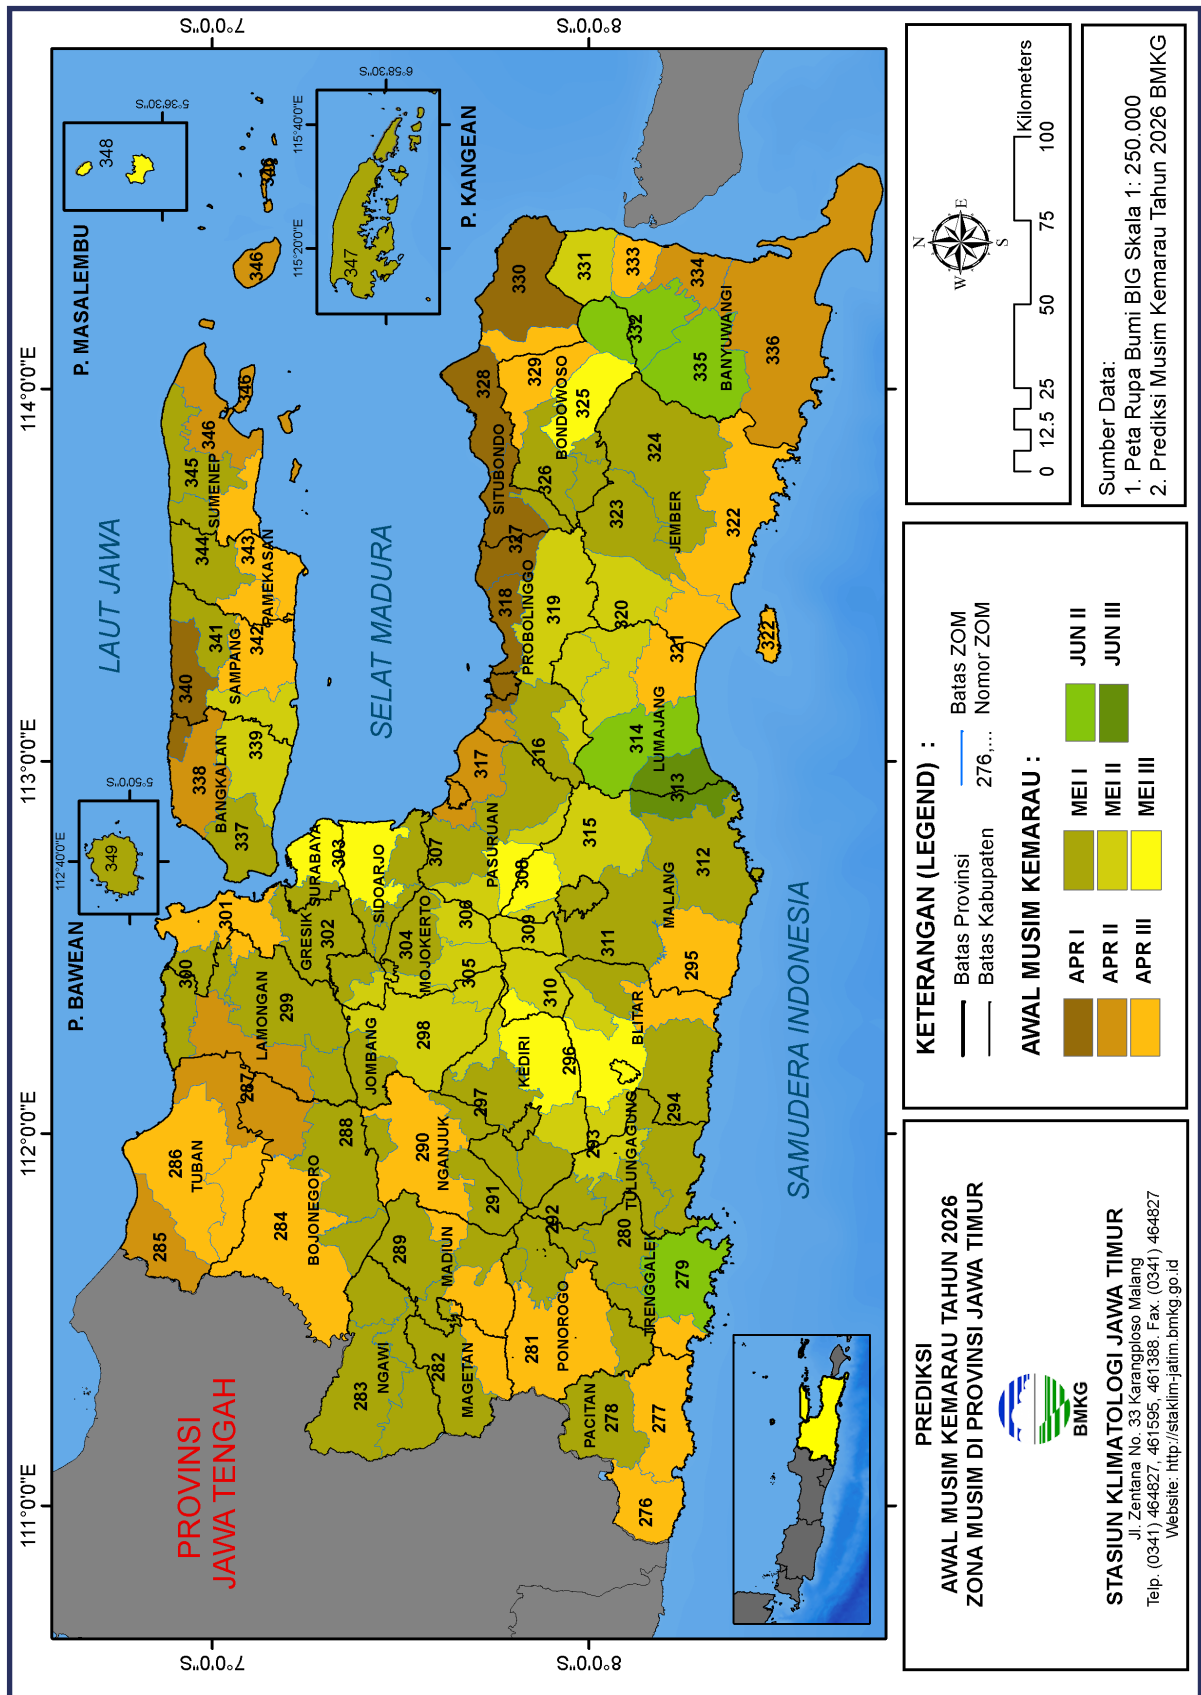 111°0'0"E
112°0'0"E
113°0'0"E
114°0'0"E
7°0'0"S
8°0'0"S
7°0'0"S
8°0'0"S
PROVINSI
JAWA TENGAH
LAUT JAWA
SELAT MADURA
SAMUDERA INDONESIA
P. BAWEAN
112°40'0"E
5°50'0"S
349
P. MASALEMBU
5°36'30"S
348
P. KANGEAN
115°20'0"E
115°40'0"E
6°58'30"S
347
285
286
TUBAN
287
284
BOJONEGORO
288
300
301
LAMONGAN
299
GRESIK
302
SURABAYA
303
SIDOARJO
337
338
BANGKALAN
339
340
341
SAMPANG
342
344
343
PAMEKASAN
345
SUMENEP
346
346
346
346
283
NGAWI
282
MAGETAN
289
MADIUN
290
NGANJUK
291
297
JOMBANG
298
304
MOJOKERTO
305
306
307
PASURUAN
308
309
310
KEDIRI
296
281
PONOROGO
292
293
280
TRENGGALEK
279
TULUNGAGUNG
294
BLITAR
295
PACITAN
278
277
276
311
MALANG
312
313
314
LUMAJANG
315
316
317
318
PROBOLINGGO
319
320
321
322
322
323
JEMBER
324
325
BONDOWOSO
326
327
SITUBONDO
328
329
330
331
332
333
334
335
BANYUWANGI
336
PREDIKSI
AWAL MUSIM KEMARAU TAHUN 2026
ZONA MUSIM DI PROVINSI JAWA TIMUR
BMKG
STASIUN KLIMATOLOGI JAWA TIMUR
Jl. Zentana No. 33 Karangploso Malang
Telp. (0341) 464827, 461595, 461388. Fax. (0341) 464827
Website: http://staklim-jatim.bmkg.go.id
KETERANGAN (LEGEND) :
Batas Provinsi
Batas Kabupaten
Batas ZOM
276,... Nomor ZOM
AWAL MUSIM KEMARAU :
APR I
APR II
APR III
MEI I
MEI II
MEI III
JUN II
JUN III
N
E
S
W
0 12.5 25 50 75 100
Kilometers
Sumber Data:
1. Peta Rupa Bumi BIG Skala 1: 250.000
2. Prediksi Musim Kemarau Tahun 2026 BMKG